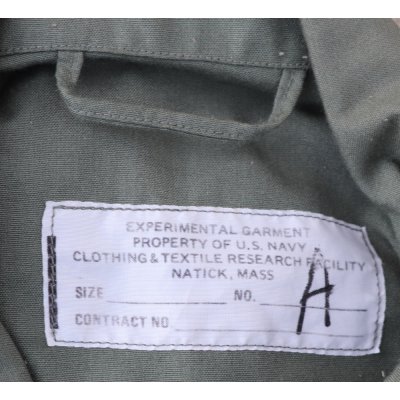 EXPERIMENTAL GARMENT
PROPERTY OF U.S. NAVY
CLOTHING & TEXTILE RESEARCH FACILITY
NATICK, MASS
SIZE NO. A
CONTRACT NO